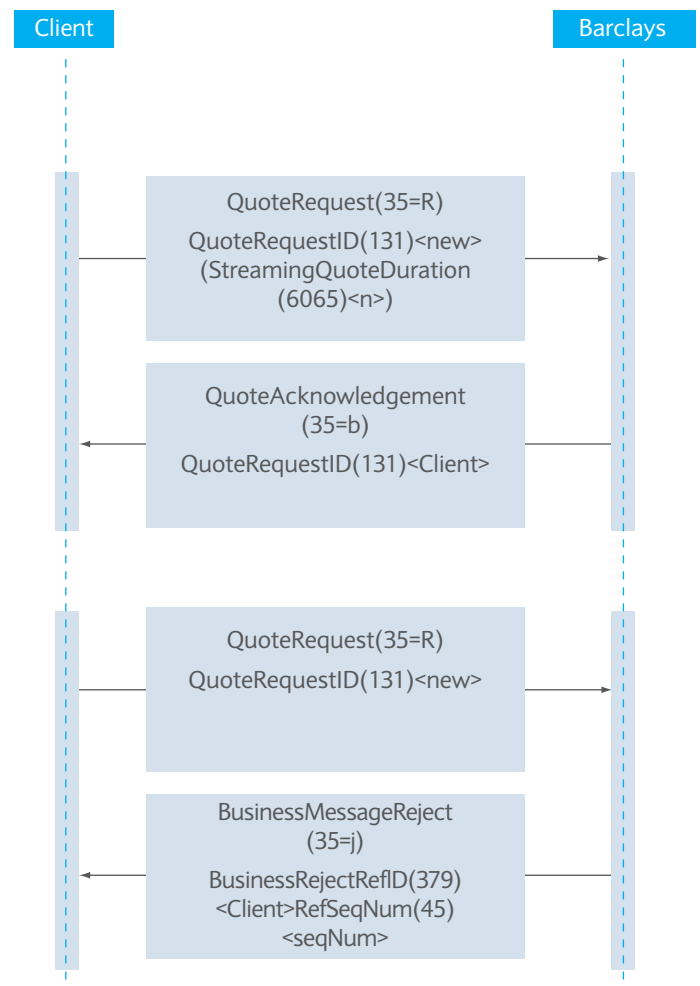 Client
Barclays
QuoteRequest(35=R)
QuoteRequestID(131)<new>
(StreamingQuoteDuration
(6065)<n>)
QuoteAcknowledgement
(35=b)
QuoteRequestID(131)<Client>
QuoteRequest(35=R)
QuoteRequestID(131)<new>
BusinessMessageReject
(35=j)
BusinessRejectRefID(379)
<Client>RefSeqNum(45)
<seqNum>